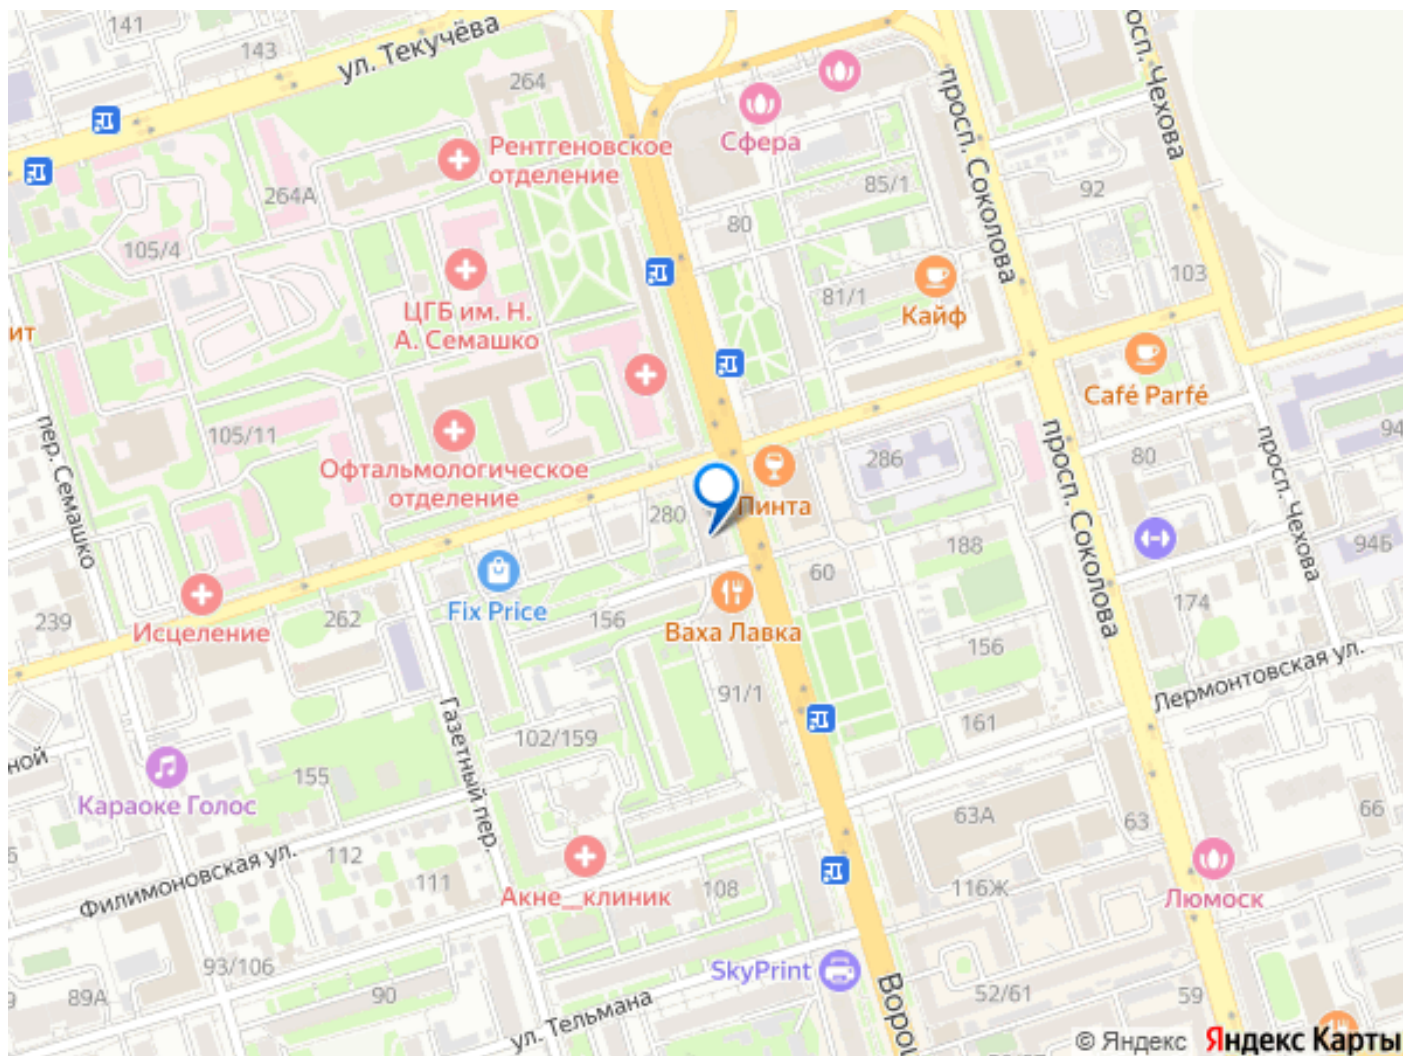 141
143
ул. Текучёва
264
Сфера
просп. Соколова
Рентгеновское
отделение
264А
85/1
92
80
105/4
103
81/1
ЦГБ им. Н.
А. Семашко
Кайф
ит
Café Parfé
пер. Семашко
105/11
286
80
94
просп. Соколова
просп. Чехова
Офтальмологическое
отделение
280
Пинта
188
94Б
60
Исцеление
239
262
Fix Price
156
Ваха Лавка
174
156
91/1
161
Лермонтовская ул.
Газетный пер.
102/159
ной
155
Караоке Голос
63А
63
66
Филимоновская ул.
112
111
Акне__клиник
108
116Ж
Люмоск
93/106
89А
90
SkyPrint
52/61
59
ул. Тельмана
© Яндекс Яндекс Карты